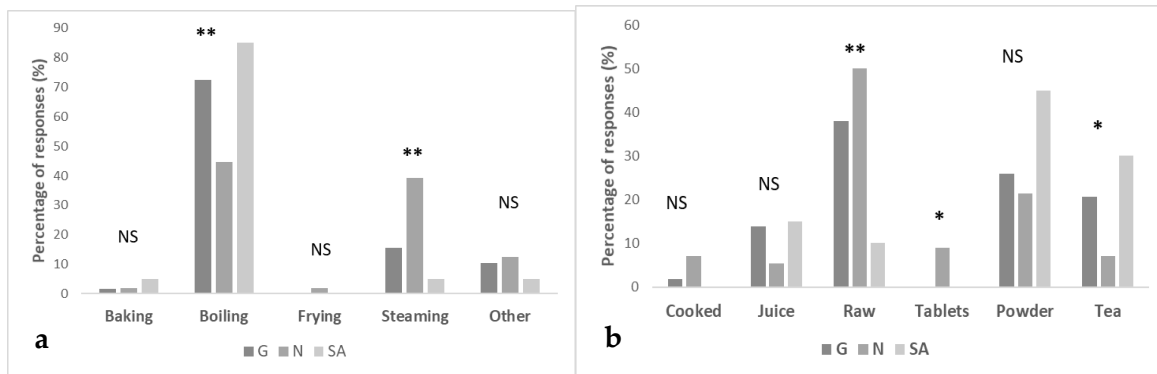 Percentage of responses (%)
90
80
70
60
50
40
30
20
10
0
**
**
NS
NS
NS
Baking Boiling Frying Steaming Other
G N SA
a
Percentage of responses (%)
60
50
40
30
20
10
0
**
NS
*
NS
NS
*
Cooked Juice Raw Tablets Powder Tea
G N SA
b